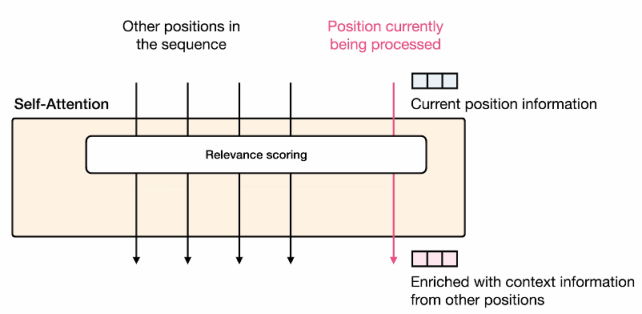 Other positions in
the sequence
Position currently
being processed
Self-Attention
Current position information
Relevance scoring
Enriched with context information
from other positions